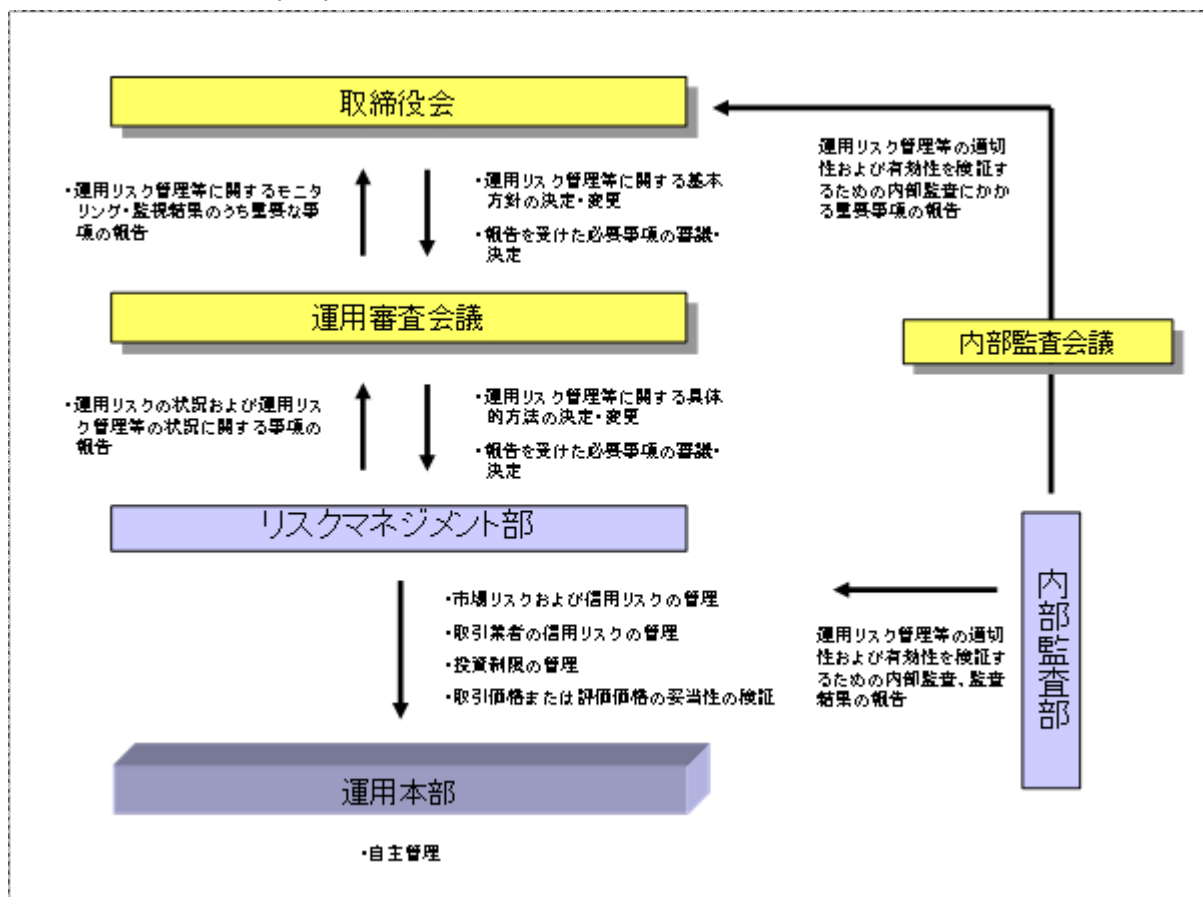 取締役会
・運用リスク管理等に関するモニ
タリング・監視結果のうち重要な事
項の報告
・運用リスク管理等に関する基本
方針の決定・変更
・報告を受けた必要事項の審議・
決定
運用リスク管理等の適切
性および有効性を検証す
るための内部監査にかか
る重要事項の報告
運用審査会議
内部監査会議
・運用リスクの状況および運用リス
ク管理等の状況に関する事項の
報告
・運用リスク管理等に関する具体
的方法の決定・変更
・報告を受けた必要事項の審議・
決定
リスクマネジメント部
内部監査部
・市場リスクおよび信用リスクの管理
・取引業者の信用リスクの管理
・投資制限の管理
・取引価格または評価価格の妥当性の検証
運用リスク管理等の適切
性および有効性を検証す
るための内部監査、監査
結果の報告
運用本部
・自主管理